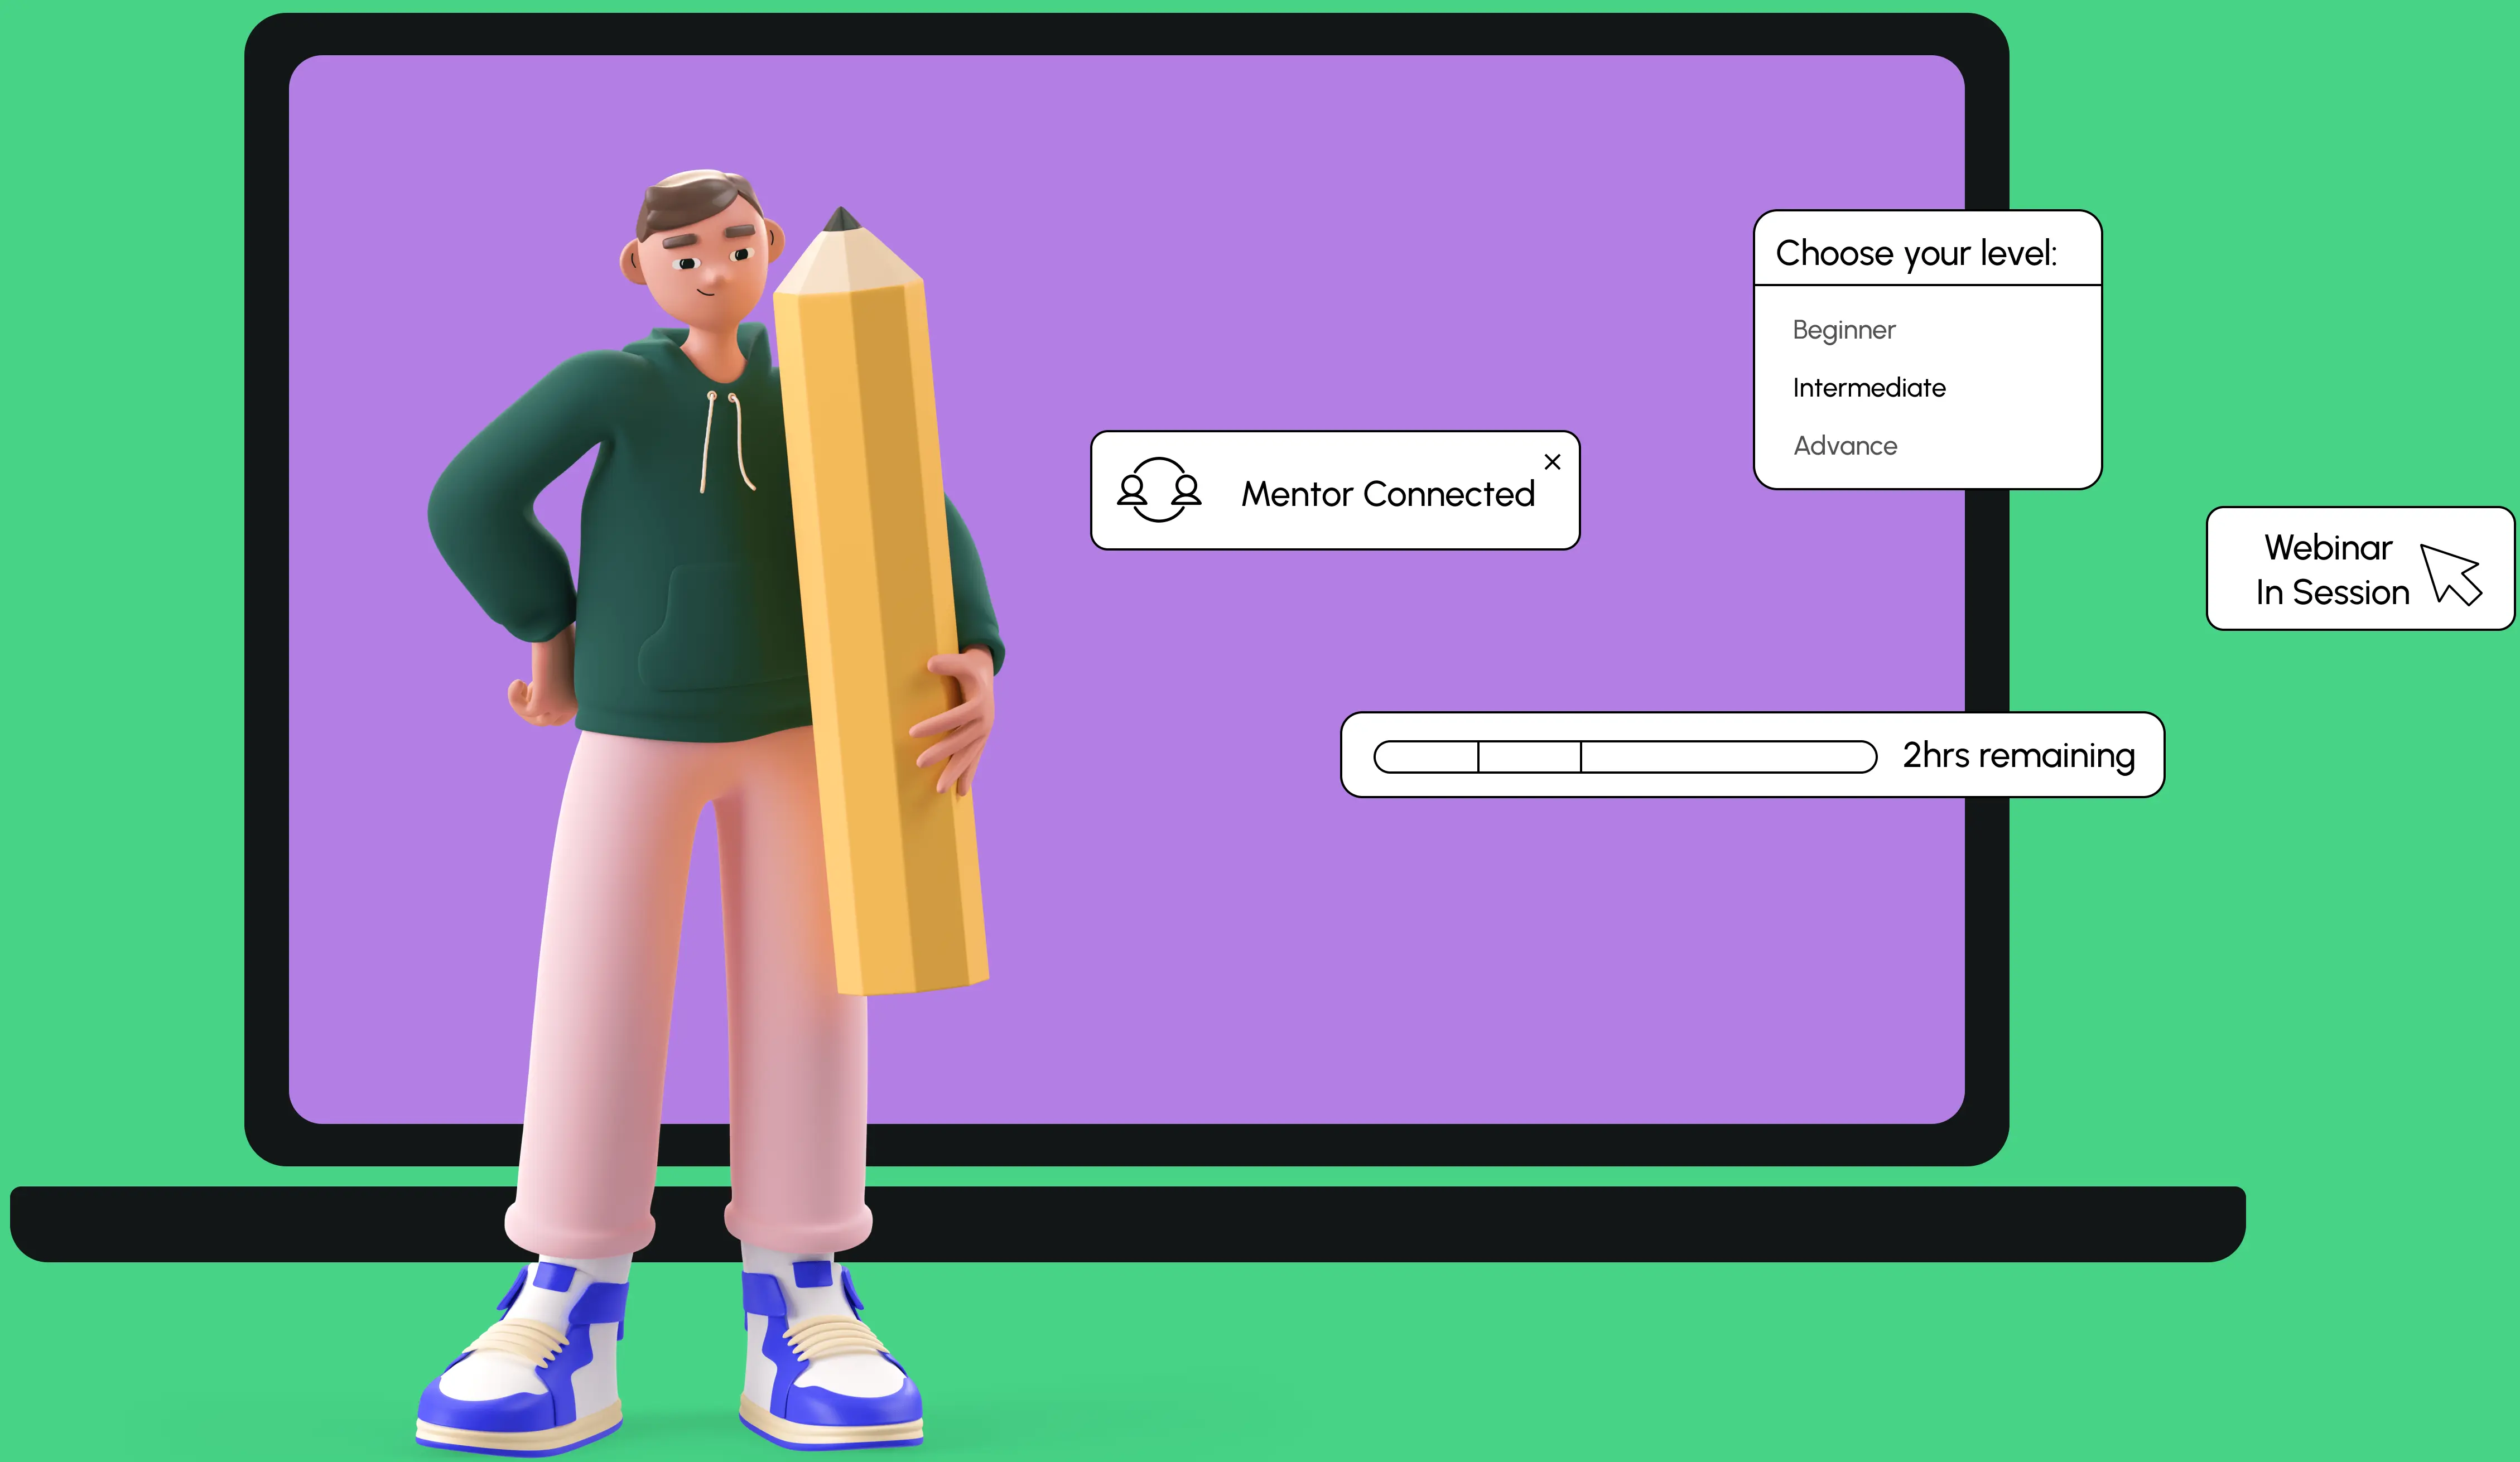 Choose your level:
Beginner
Intermediate
Advance
Mentor Connected
Webinar
In Session
2hrs remaining